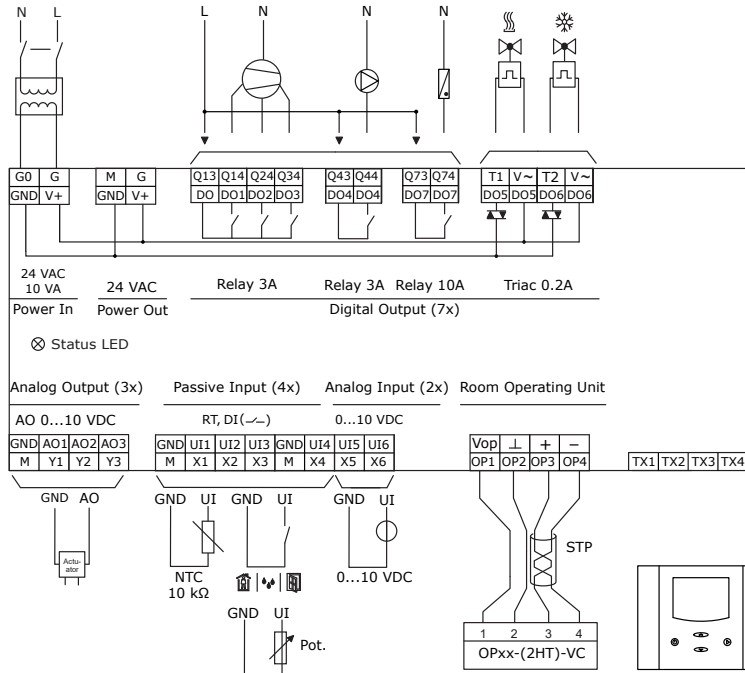 N L L N N N
G0 G M G Q13 Q14 Q24 Q34 Q43 Q44 Q73 Q74 T1 V~ T2 V~
GND V+ GND V+ DO DO1 DO2 DO3 DO4 DO4 DO7 DO7 DO5 DO5 DO6 DO6
24 VAC
10 VA
Power In
24 VAC
Power Out
Relay 3A Relay 3A Relay 10A Triac 0.2A
Digital Output (7x)
Status LED
Analog Output (3x) Passive Input (4x) Analog Input (2x) Room Operating Unit
AO 0...10 VDC RT, DI( ) 0...10 VDC
GND AO1 AO2 AO3 GND UI1 UI2 UI3 GND UI4 UI5 UI6 Vop ⊥ + −
M Y1 Y2 Y3 M X1 X2 X3 M X4 X5 X6 OP1 OP2 OP3 OP4 TX1 TX2 TX3 TX4
GND AO GND UI GND UI GND UI
Actu-
ator
STP
NTC
10 kΩ
0...10 VDC
GND UI
Pot.
1 2 3 4
OPxx-(2HT)-VC